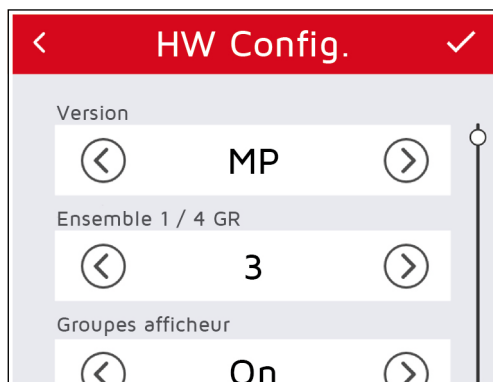 HW Config.
Version
MP
Ensemble 1 / 4 GR
3
Groupes afficheur
On